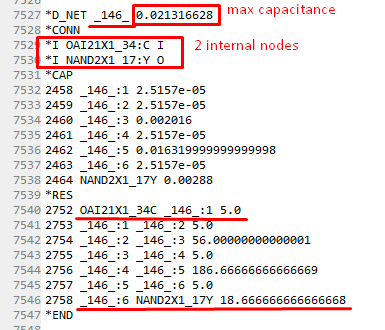 7526
7527 *D_NET _146_ 0.021316628 max capacitance
7528 *CONN
7529 *I OAI21X1_34:C I
7530 *I NAND2X1_17:Y O 2 internal nodes
7531 *CAP
7532 2458 _146_:1 2.5157e-05
7533 2459 _146_:2 2.5157e-05
7534 2460 _146_:3 0.002016
7535 2461 _146_:4 2.5157e-05
7536 2462 _146_:5 0.016319999999999998
7537 2463 _146_:6 2.5157e-05
7538 2464 NAND2X1_17Y 0.00288
7539 *RES
7540 2752 OAI21X1_34C _146_:1 5.0
7541 2753 _146_:1 _146_:2 5.0
7542 2754 _146_:2 _146_:3 56.00000000000001
7543 2755 _146_:3 _146_:4 5.0
7544 2756 _146_:4 _146_:5 186.66666666666669
7545 2757 _146_:5 _146_:6 5.0
7546 2758 _146_:6 NAND2X1_17Y 18.666666666666668
7547 *END